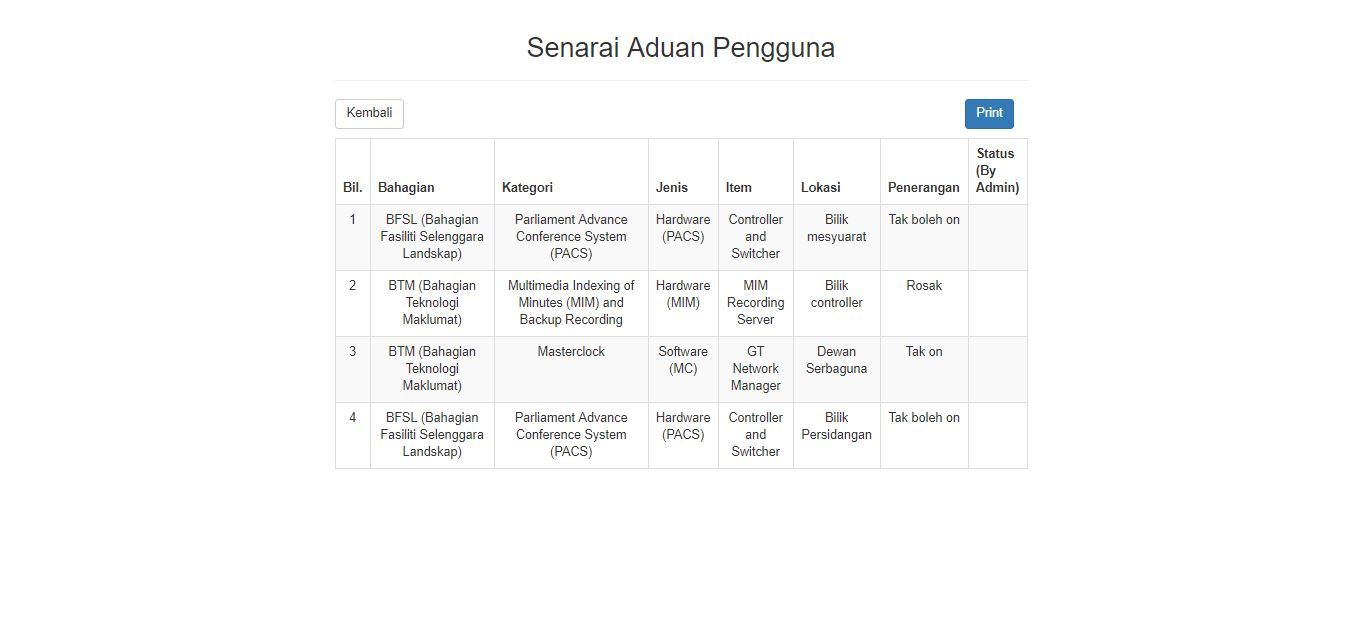 Senarai Aduan Pengguna
Kembali
Print
Bil.
Bahagian
Kategori
Jenis
Item
Lokasi
Penerangan
Status
(By
Admin)
1
BFSL (Bahagian
Fasiliti Selenggara
Landskap)
Parliament Advance
Conference System
(PACS)
Hardware
(PACS)
Controller
and
Switcher
Bilik
mesyuarat
Tak boleh on
2
BTM (Bahagian
Teknologi
Maklumat)
Multimedia Indexing of
Minutes (MIM) and
Backup Recording
Hardware
(MIM)
MIM
Recording
Server
Bilik
controller
Rosak
3
BTM (Bahagian
Teknologi
Maklumat)
Masterclock
Software
(MC)
GT
Network
Manager
Dewan
Serbaguna
Tak on
4
BFSL (Bahagian
Fasiliti Selenggara
Landskap)
Parliament Advance
Conference System
(PACS)
Hardware
(PACS)
Controller
and
Switcher
Bilik
Persidangan
Tak boleh on